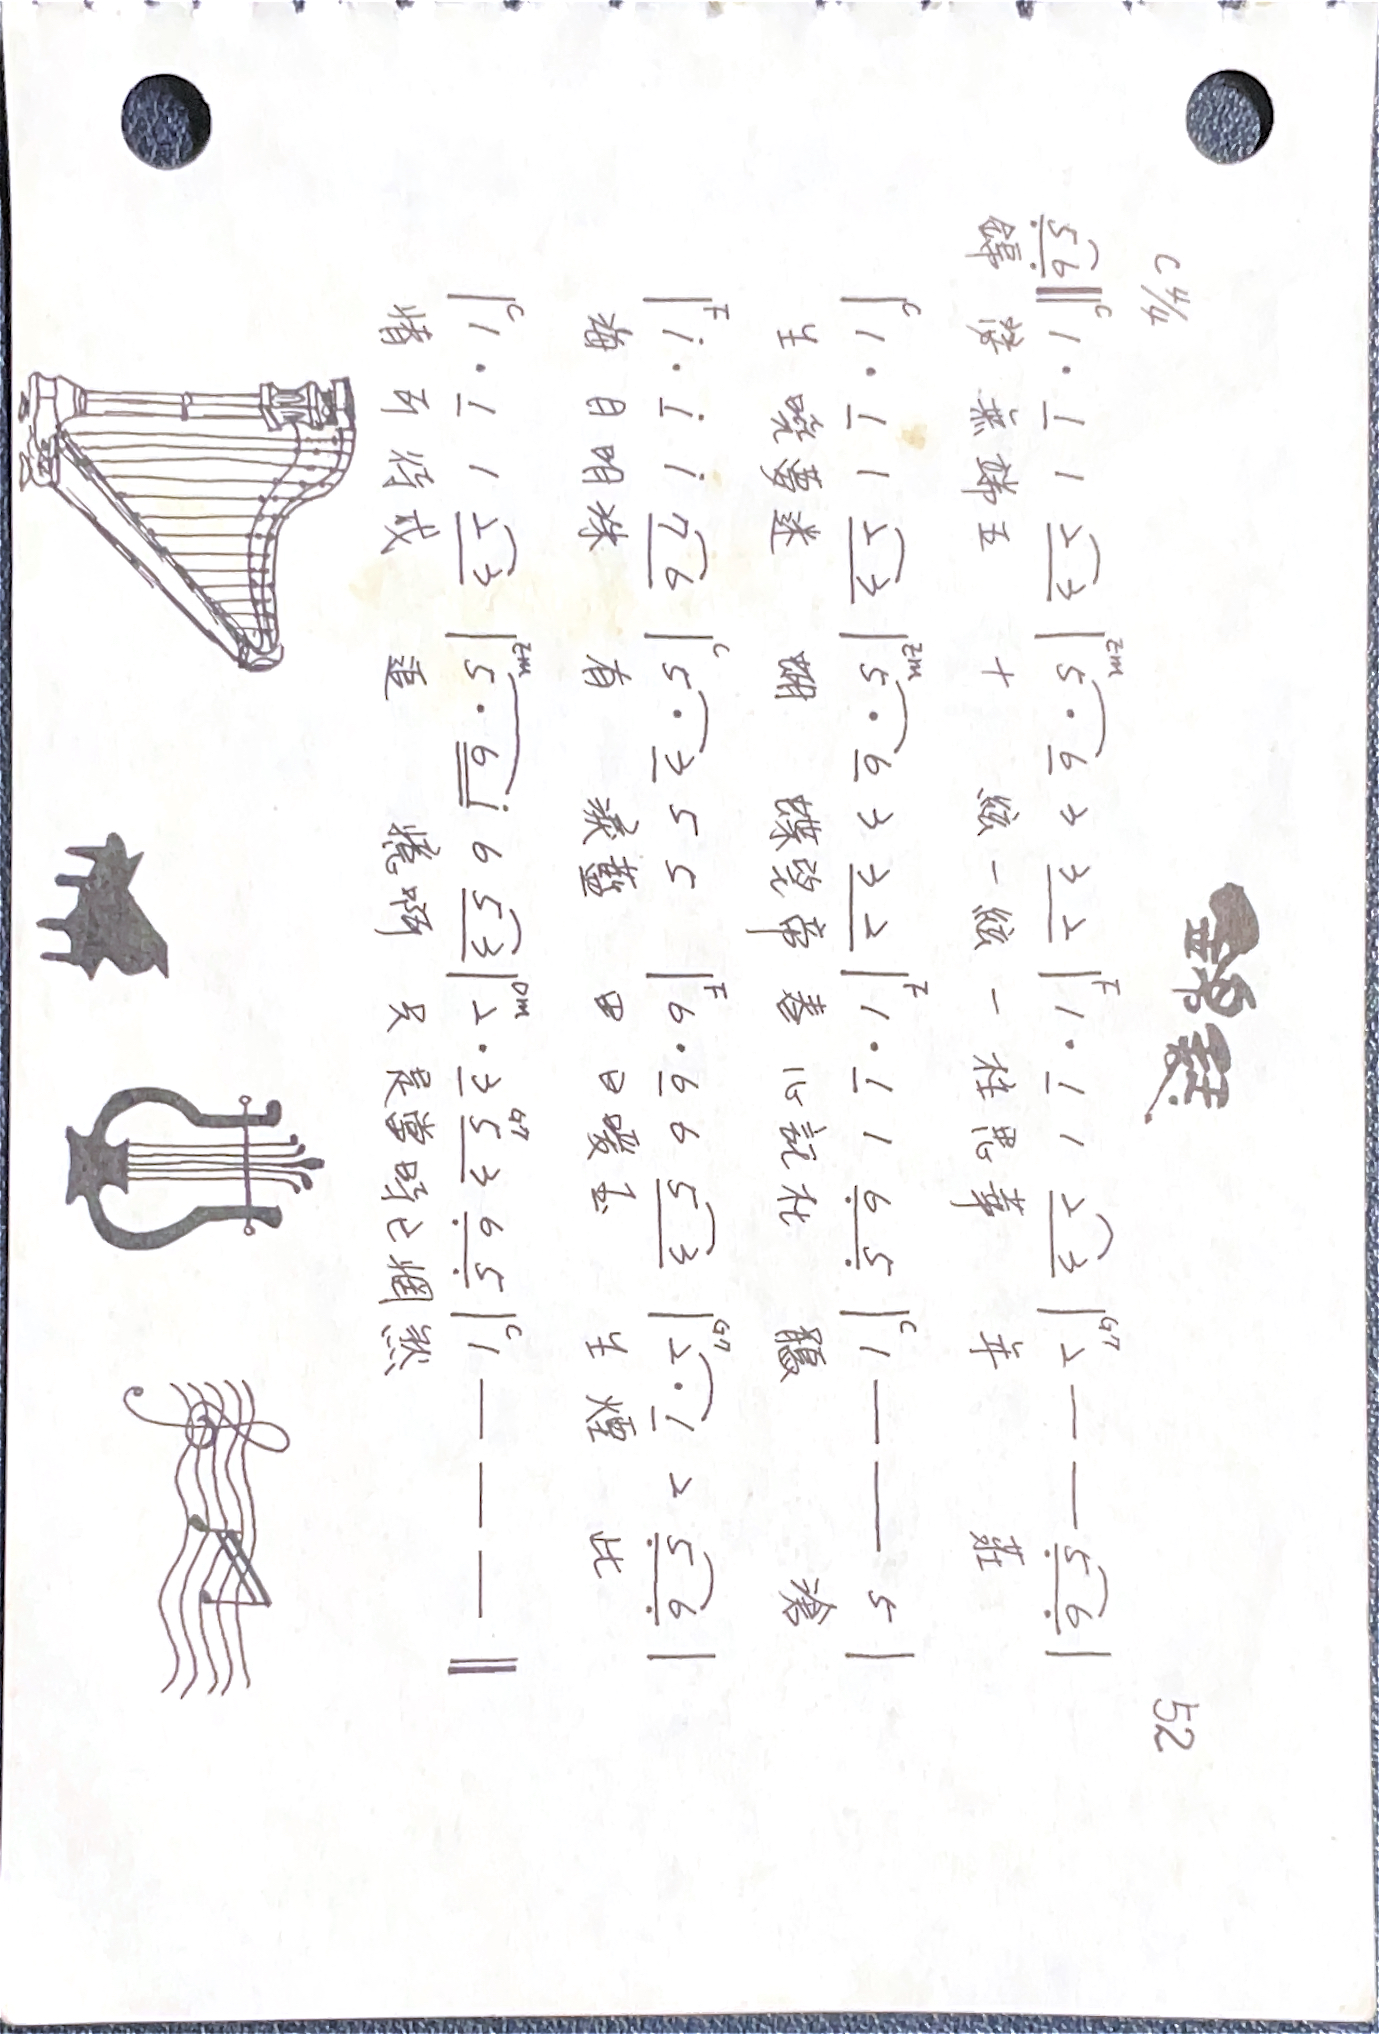 錦瑟
C 4/4
52
C Em F G7
5 6 ‖ 1 · 1 1 2 3 | 5 · 6 3 3 2 | 1 · 1 1 2 3 | 2 — — 5 6 |
錦 瑟 無 端 五 十 絃 一 絃 一 柱 思 華 年 莊
C Em F C
| 1 · 1 1 2 3 | 5 · 6 3 3 2 | 1 · 1 1 6 5 | 1 — — 5 |
生 曉 夢 迷 蝴 蝶 望 帝 春 心 託 杜 鵑 滄
F C F G7
| i · i i 7 6 | 5 · 3 5 5 | 6 · 6 6 5 3 | 2 · 1 2 5 6 |
海 月 明 珠 有 淚 藍 田 日 暖 玉 生 煙 此
C Em Dm G7 C
| 1 · 1 1 2 3 | 5 · 6 i 6 5 3 | 2 · 3 5 3 6 5 | 1 — — — ‖
情 可 待 成 追 憶 啊 只 是 當 時 已 惘 然